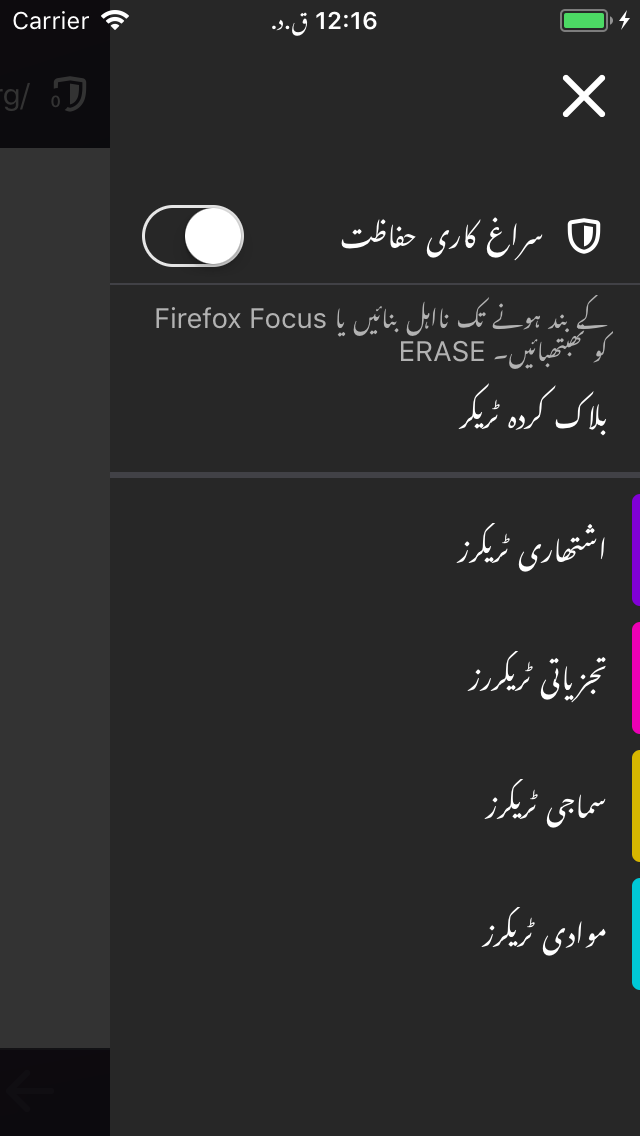 Carrier 12:16 ق.د.
rg/ 0
سراغ کاری حفاظت
کے بند ہونے تک نااہل بنائیں یا Firefox Focus
کو تھپتھپائیں۔ ERASE
بلاک کردہ ٹریکر
اشتہاری ٹریکرز
تجزیاتی ٹریکررز
سماجی ٹریکرز
موادی ٹریکرز